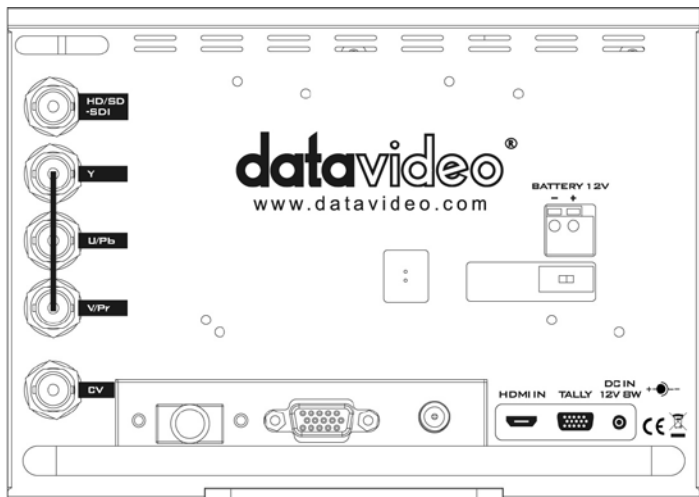 HD/SD
-SDI
Y
U/Pb
V/Pr
CV
datavideo®
www.datavideo.com
BATTERY 12V
- +
HDMI IN
TALLY
DC IN
12V 8W
+ -
CE